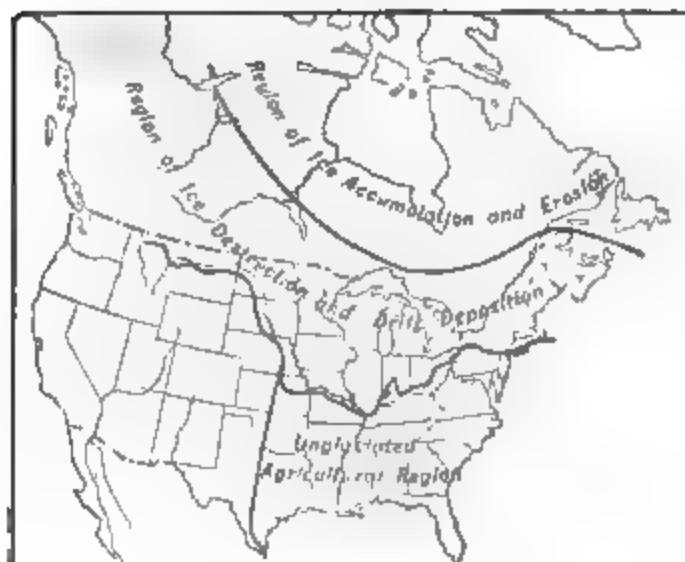 Region of Ice Accumulation and Erosion
Region of Ice Destruction and Drift Deposition
Unglaciated
Agricultural Region